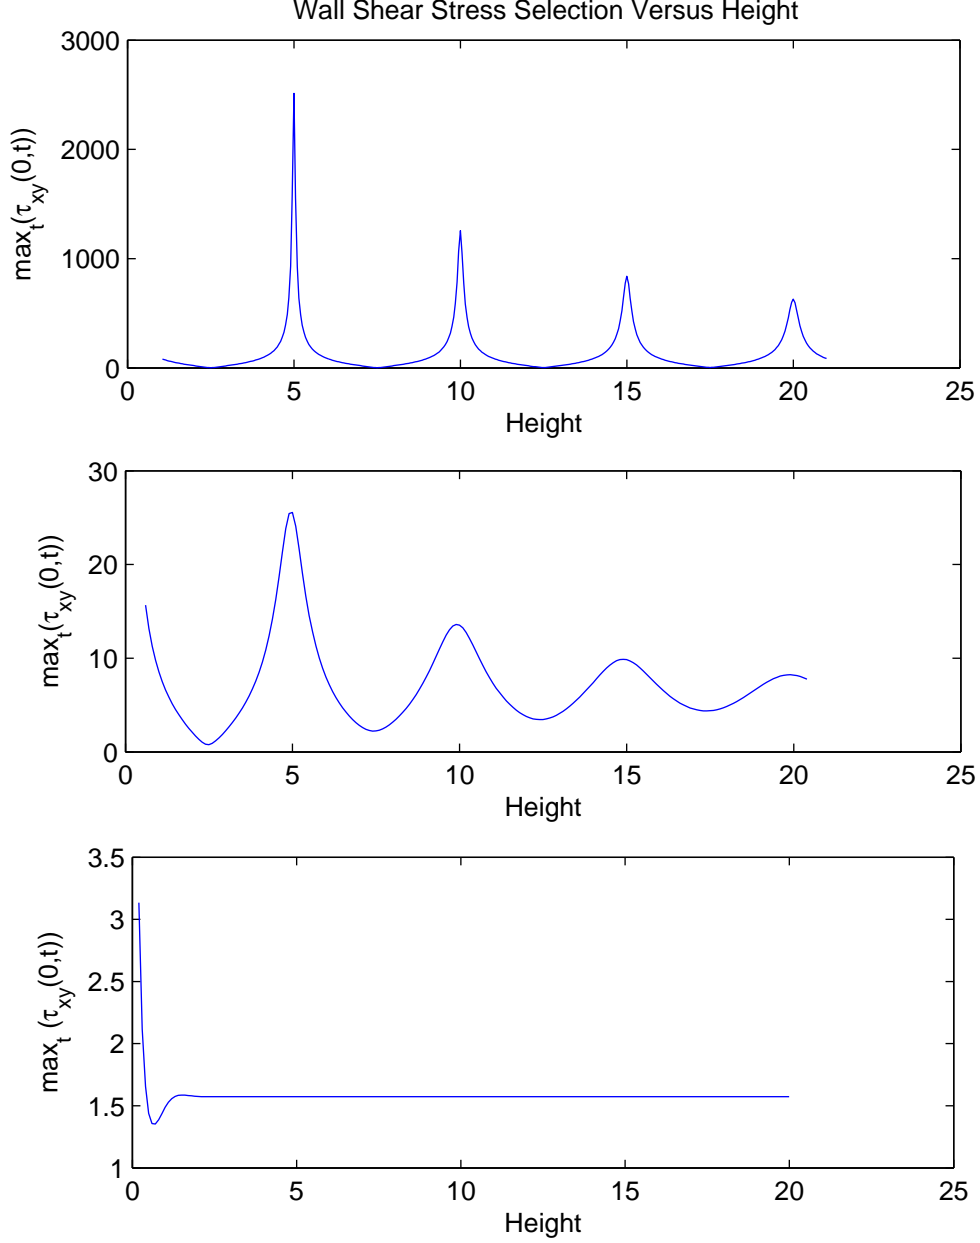 Wall Shear Stress Selection Versus Height
3000
2000
1000
0
0 5 10 15 20 25
max_t(τ_xy(0,t))
Height
30
20
10
0
0 5 10 15 20 25
max_t(τ_xy(0,t))
Height
3.5
3
2.5
2
1.5
1
0 5 10 15 20 25
max_t (τ_xy(0,t))
Height